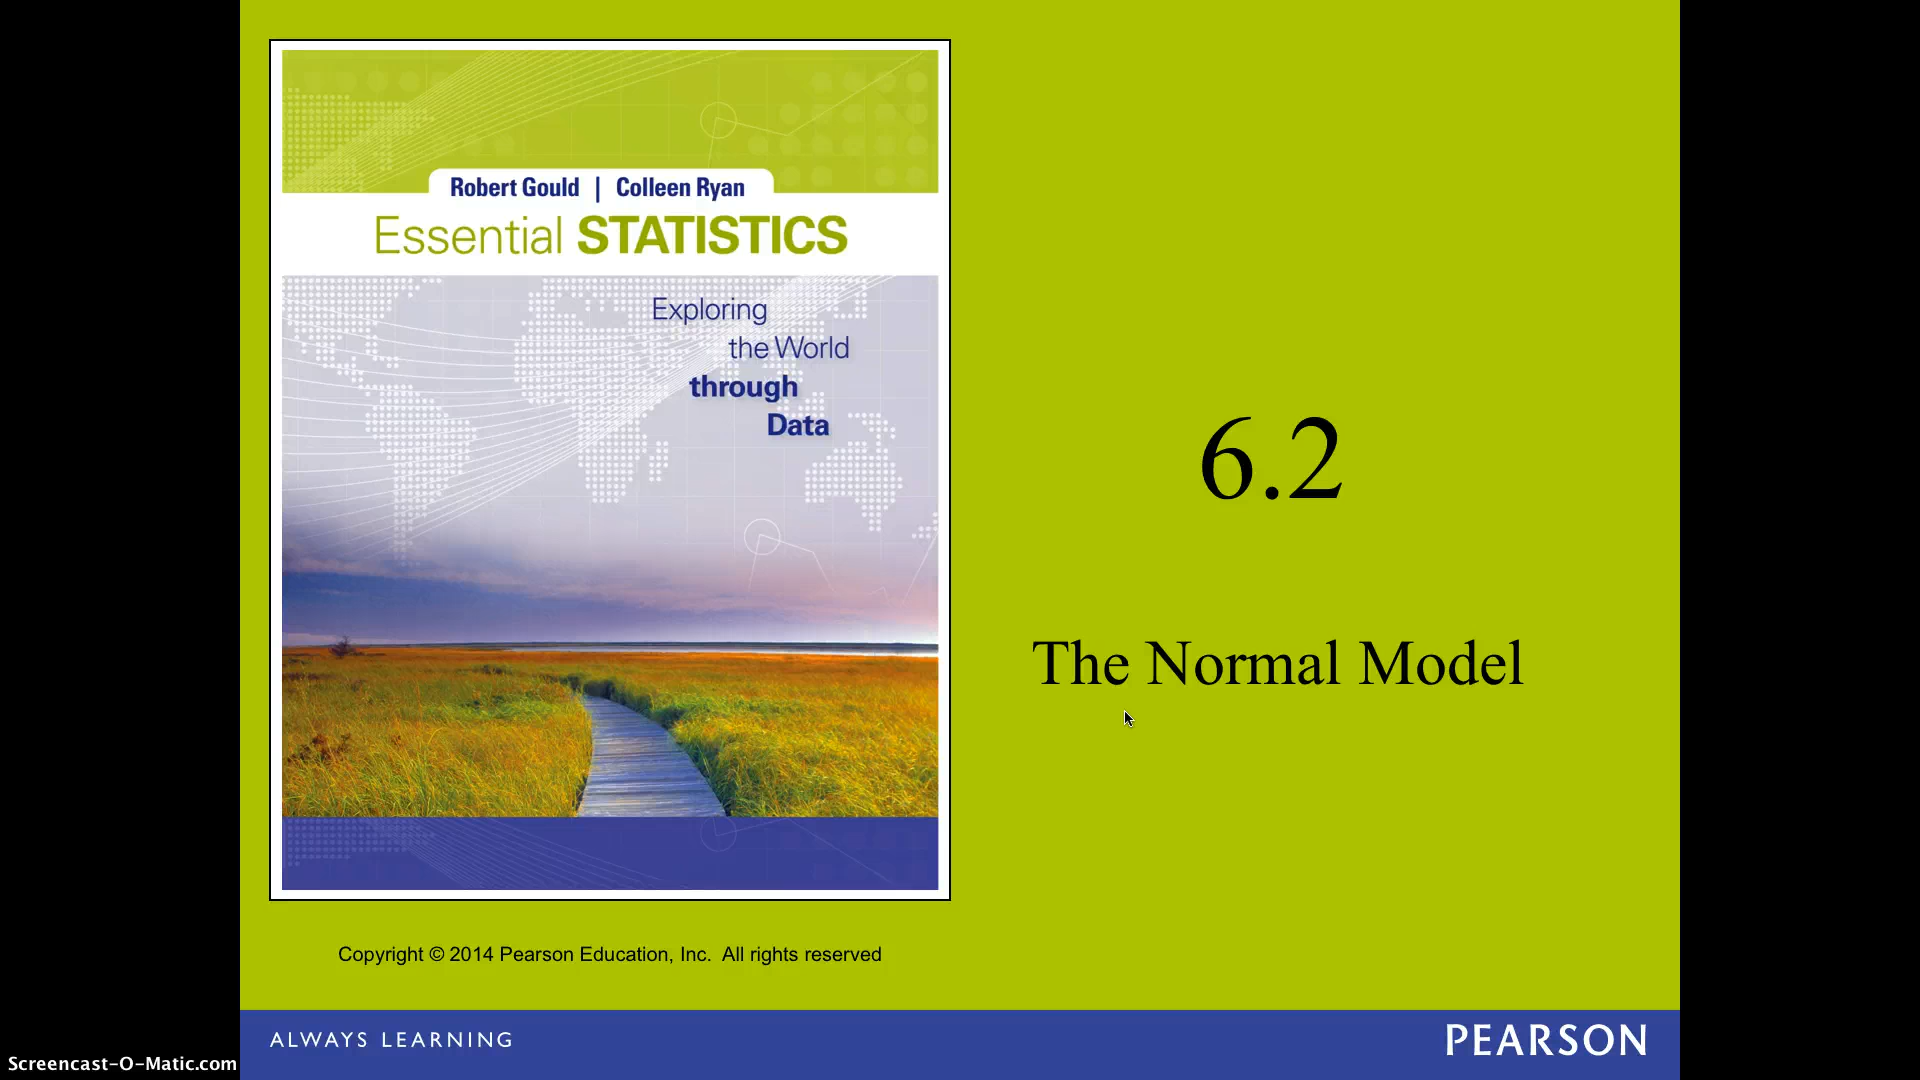 Robert Gould | Colleen Ryan
Essential STATISTICS
Exploring
the World
through
Data
6.2
The Normal Model
Copyright © 2014 Pearson Education, Inc.  All rights reserved
ALWAYS LEARNING
PEARSON
Screencast-O-Matic.com